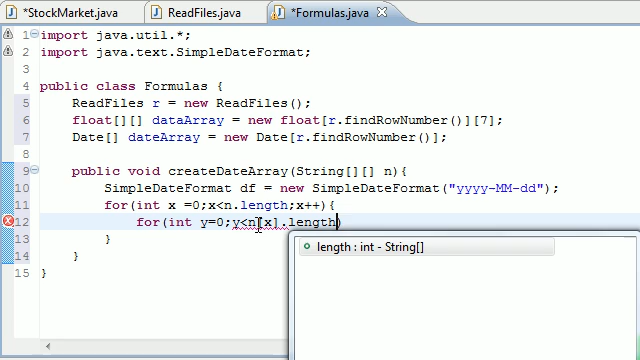 *StockMarket.java ReadFiles.java *Formulas.java
1 import java.util.*;
2 import java.text.SimpleDateFormat;
3
4 public class Formulas {
5 ReadFiles r = new ReadFiles();
6 float[][] dataArray = new float[r.findRowNumber()][7];
7 Date[] dateArray = new Date[r.findRowNumber()];
8
9 public void createDateArray(String[][] n){
10 SimpleDateFormat df = new SimpleDateFormat("yyyy-MM-dd");
11 for(int x =0;x<n.length;x++){
12 for(int y=0;y<n[x].length)
length : int - String[]
13 }
14 }
15 }